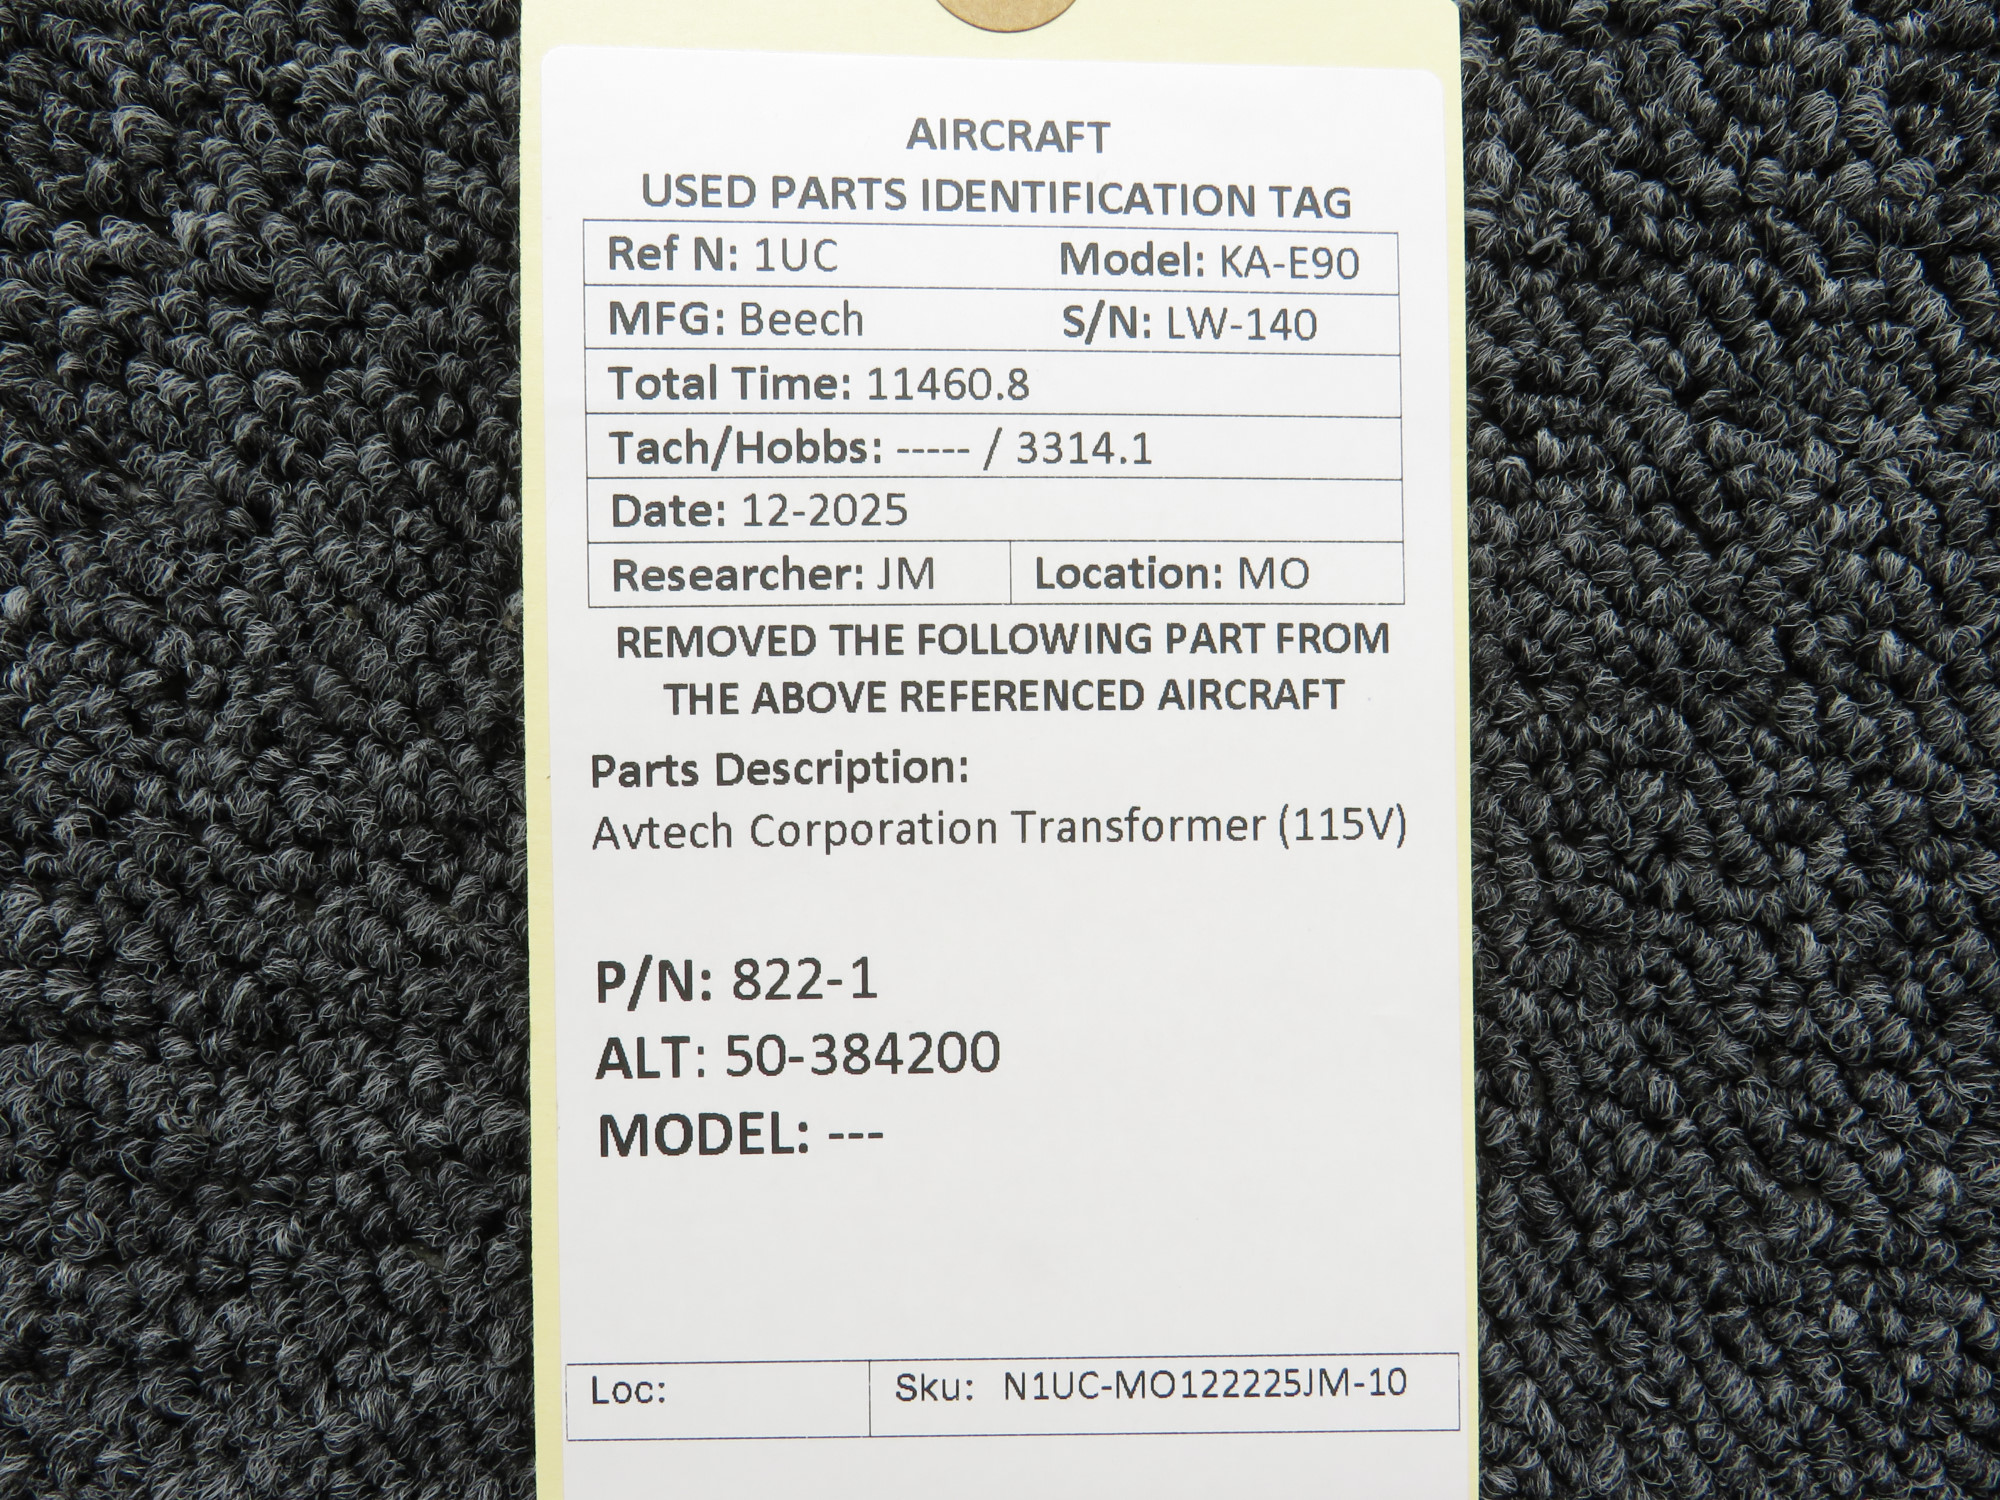 AIRCRAFT
USED PARTS IDENTIFICATION TAG
Ref N: 1UC Model: KA-E90
MFG: Beech S/N: LW-140
Total Time: 11460.8
Tach/Hobbs: ----- / 3314.1
Date: 12-2025
Researcher: JM Location: MO
REMOVED THE FOLLOWING PART FROM
THE ABOVE REFERENCED AIRCRAFT
Parts Description:
Avtech Corporation Transformer (115V)
P/N: 822-1
ALT: 50-384200
MODEL: ---
Loc: Sku: N1UC-MO122225JM-10